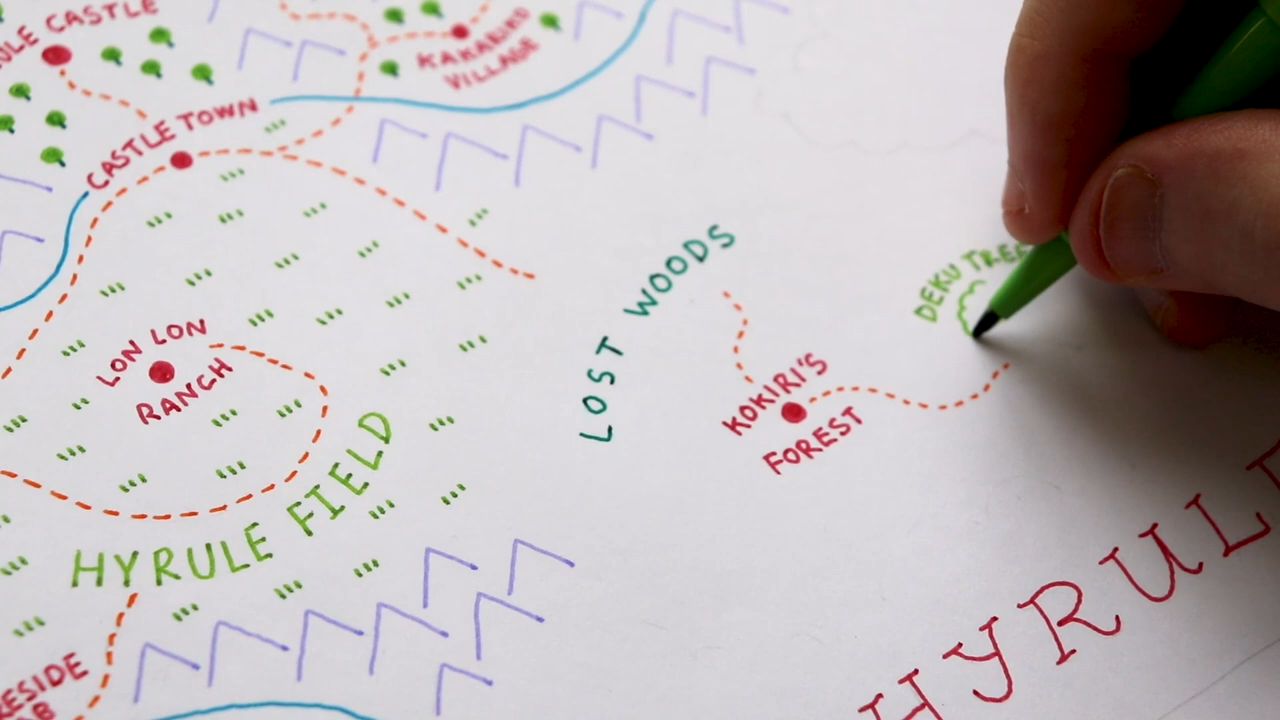 CASTLE
KAKARIKO
VILLAGE
CASTLE TOWN
LOST WOODS
DEKU TREE
LON LON
RANCH
KOKIRI'S
FOREST
HYRULE FIELD
HYRUL